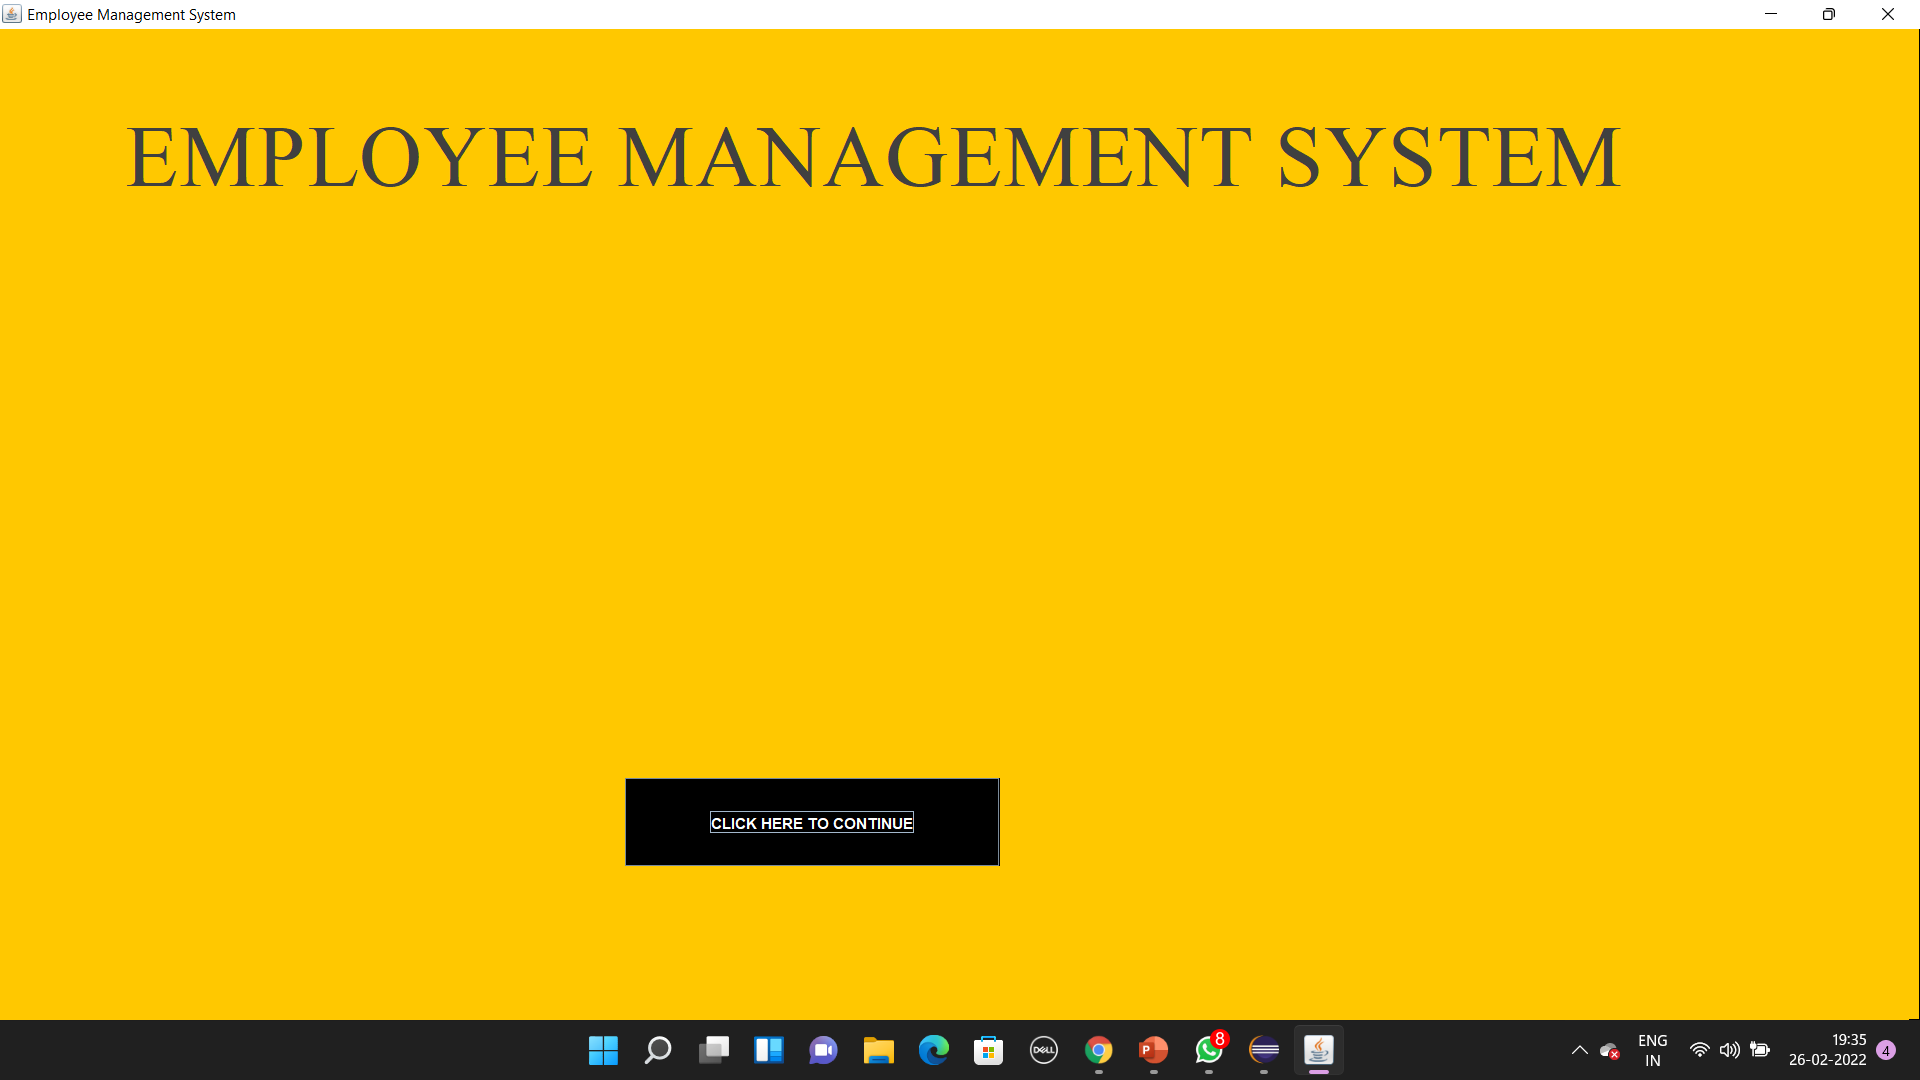 Employee Management System
EMPLOYEE MANAGEMENT SYSTEM
CLICK HERE TO CONTINUE
DELL
P
8
ENG
IN
19:35
26-02-2022
4